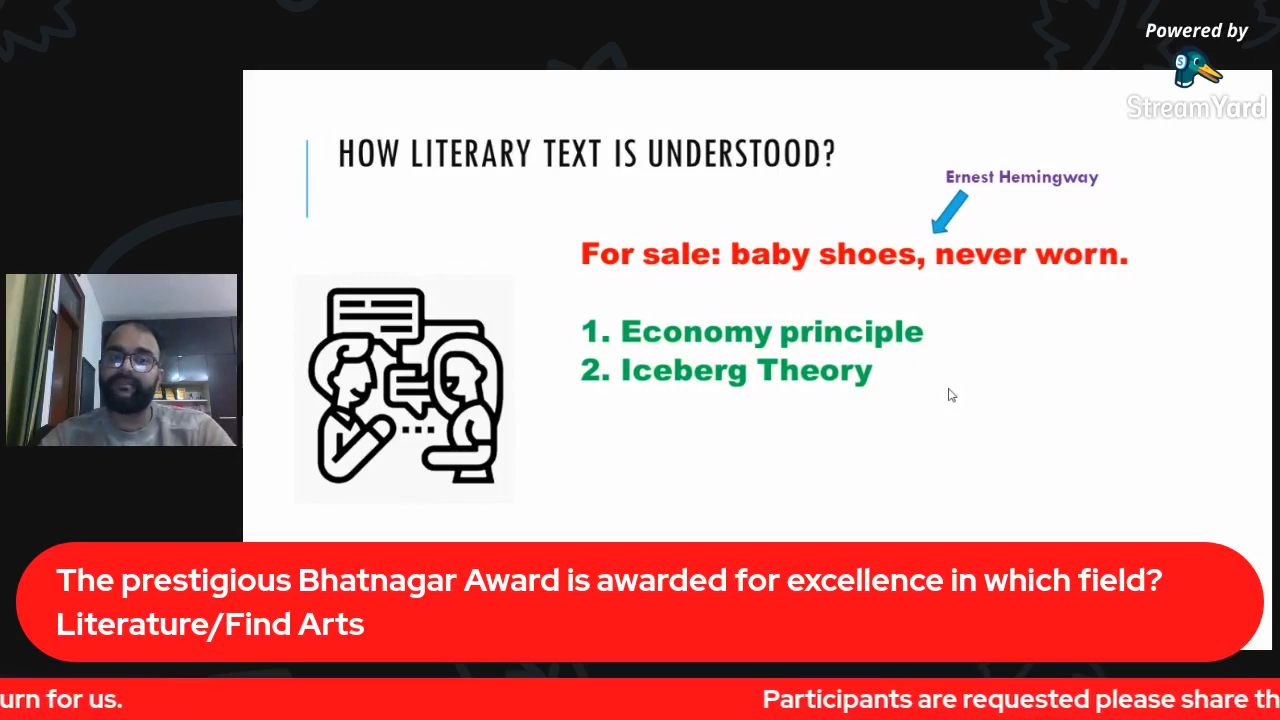 Powered by
StreamYard
HOW LITERARY TEXT IS UNDERSTOOD?
Ernest Hemingway
For sale: baby shoes, never worn.
1. Economy principle
2. Iceberg Theory
The prestigious Bhatnagar Award is awarded for excellence in which field?
Literature/Find Arts
urn for us.
Participants are requested please share th